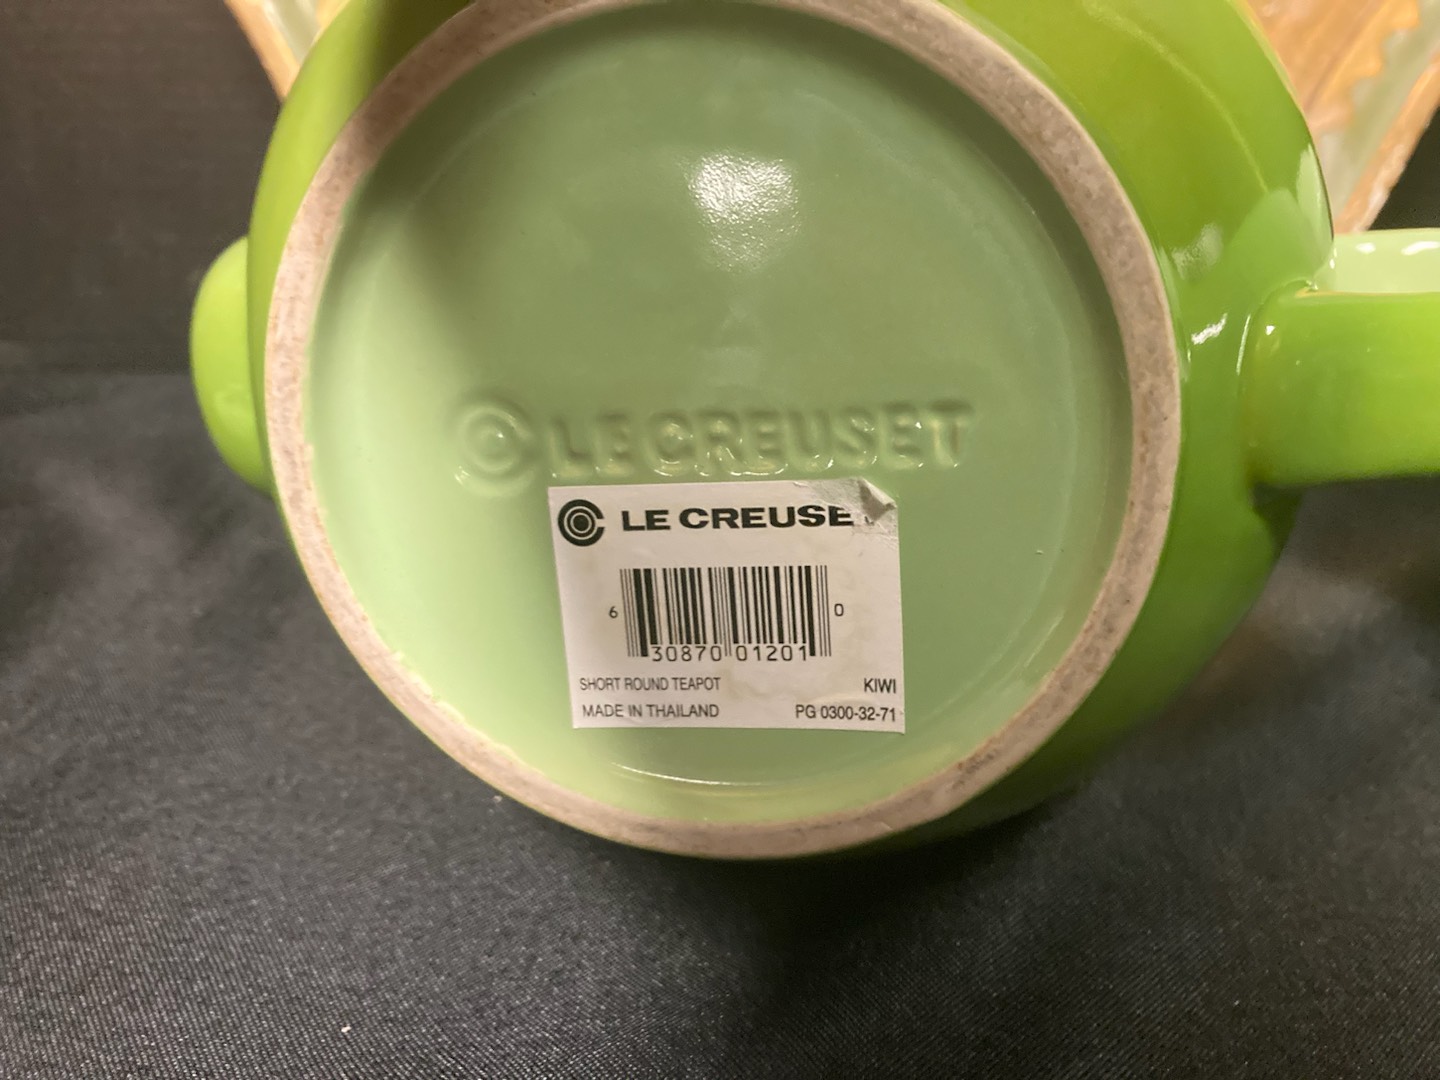 LE CREUSET
LE CREUSE
6 30870 01201 0
SHORT ROUND TEAPOT KIWI
MADE IN THAILAND PG 0300-32-71